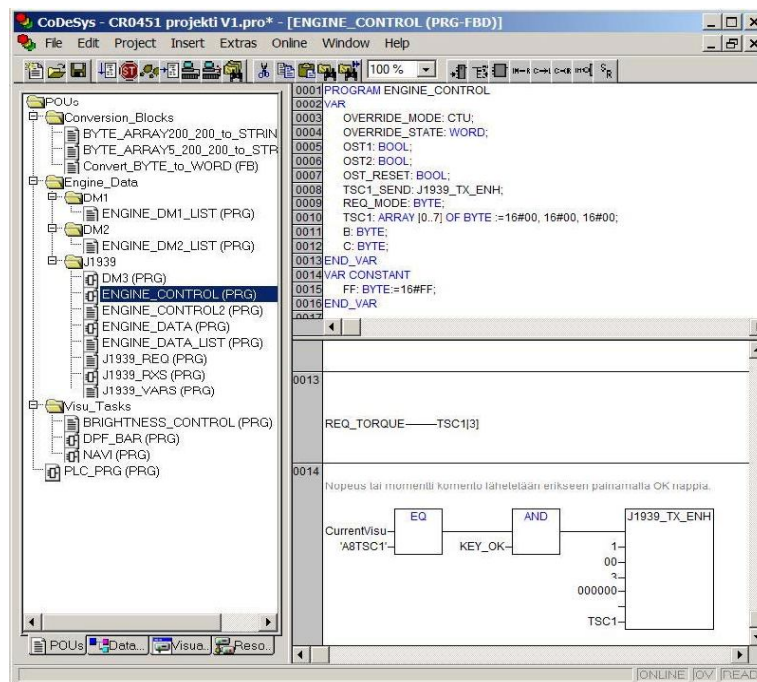 CoDeSys - CR0451 projekti V1.pro* - [ENGINE_CONTROL (PRG-FBD)]
File Edit Project Insert Extras Online Window Help
100 %
POUs
Conversion_Blocks
BYTE_ARRAY200_200_to_STRIN
BYTE_ARRAY5_200_200_to_STR
Convert_BYTE_to_WORD (FB)
Engine_Data
DM1
ENGINE_DM1_LIST (PRG)
DM2
ENGINE_DM2_LIST (PRG)
J1939
DM3 (PRG)
ENGINE_CONTROL (PRG)
ENGINE_CONTROL2 (PRG)
ENGINE_DATA (PRG)
ENGINE_DATA_LIST (PRG)
J1939_REQ (PRG)
J1939_RXS (PRG)
J1939_VARS (PRG)
Visu_Tasks
BRIGHTNESS_CONTROL (PRG)
DPF_BAR (PRG)
NAVI (PRG)
PLC_PRG (PRG)
POUs Data... Visua.. Reso..
0001 PROGRAM ENGINE_CONTROL
0002 VAR
0003 OVERRIDE_MODE: CTU;
0004 OVERRIDE_STATE: WORD;
0005 OST1: BOOL;
0006 OST2: BOOL;
0007 OST_RESET: BOOL;
0008 TSC1_SEND: J1939_TX_ENH;
0009 REQ_MODE: BYTE;
0010 TSC1: ARRAY [0..7] OF BYTE :=16#00, 16#00, 16#00;
0011 B: BYTE;
0012 C: BYTE;
0013 END_VAR
0014 VAR CONSTANT
0015 FF: BYTE:=16#FF;
0016 END_VAR
0017
0013
REQ_TORQUE TSC1[3]
0014
Nopeus tai momentti komento lähetetään erikseen painamalla OK nappia.
EQ AND J1939_TX_ENH
CurrentVisu
'A8TSC1' KEY_OK 1
00
3
000000
TSC1
ONLINE OV READ